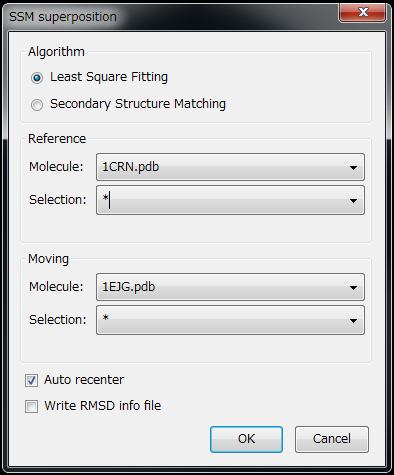 SSM superposition
Algorithm
Least Square Fitting
Secondary Structure Matching
Reference
Molecule: 1CRN.pdb
Selection: *
Moving
Molecule: 1EJG.pdb
Selection: *
Auto recenter
Write RMSD info file
OK Cancel